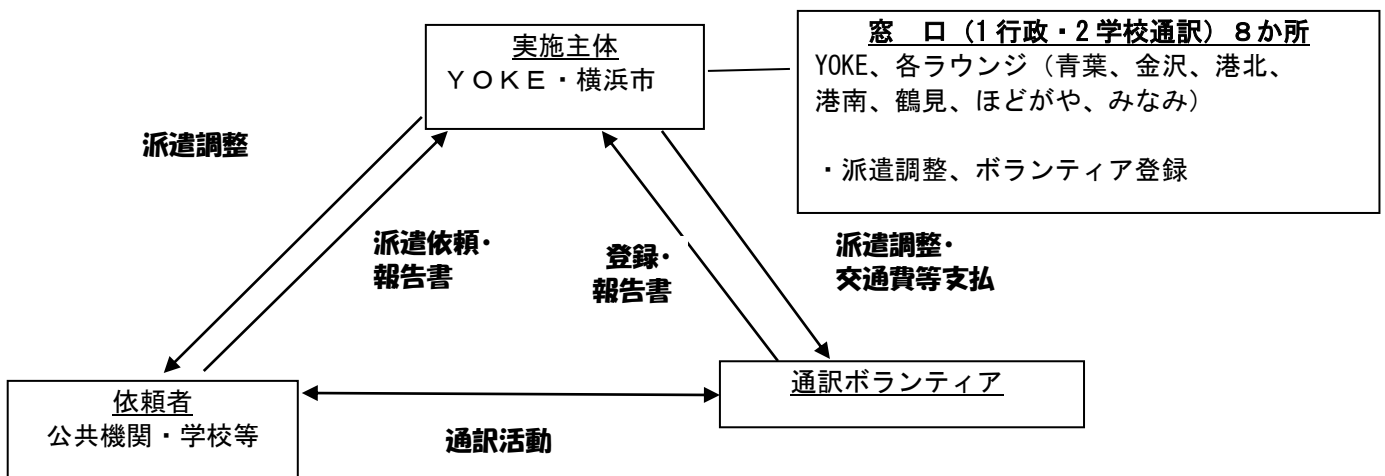 実施主体
ＹＯＫＥ・横浜市
窓　口（1行政・2学校通訳）８か所
YOKE、各ラウンジ（青葉、金沢、港北、
港南、鶴見、ほどがや、みなみ）
・派遣調整、ボランティア登録
派遣調整
派遣依頼・
報告書
登録・
報告書
派遣調整・
交通費等支払
依頼者
公共機関・学校等
通訳ボランティア
通訳活動